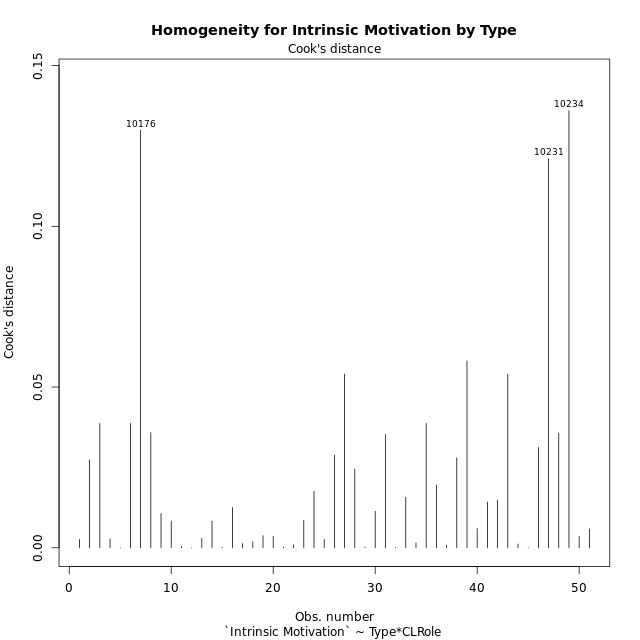 Homogeneity for Intrinsic Motivation by Type
Cook's distance
0.15
10234
10176
10231
0.10
Cook's distance
0.05
0.00
0 10 20 30 40 50
Obs. number
`Intrinsic Motivation` ~ Type*CLRole